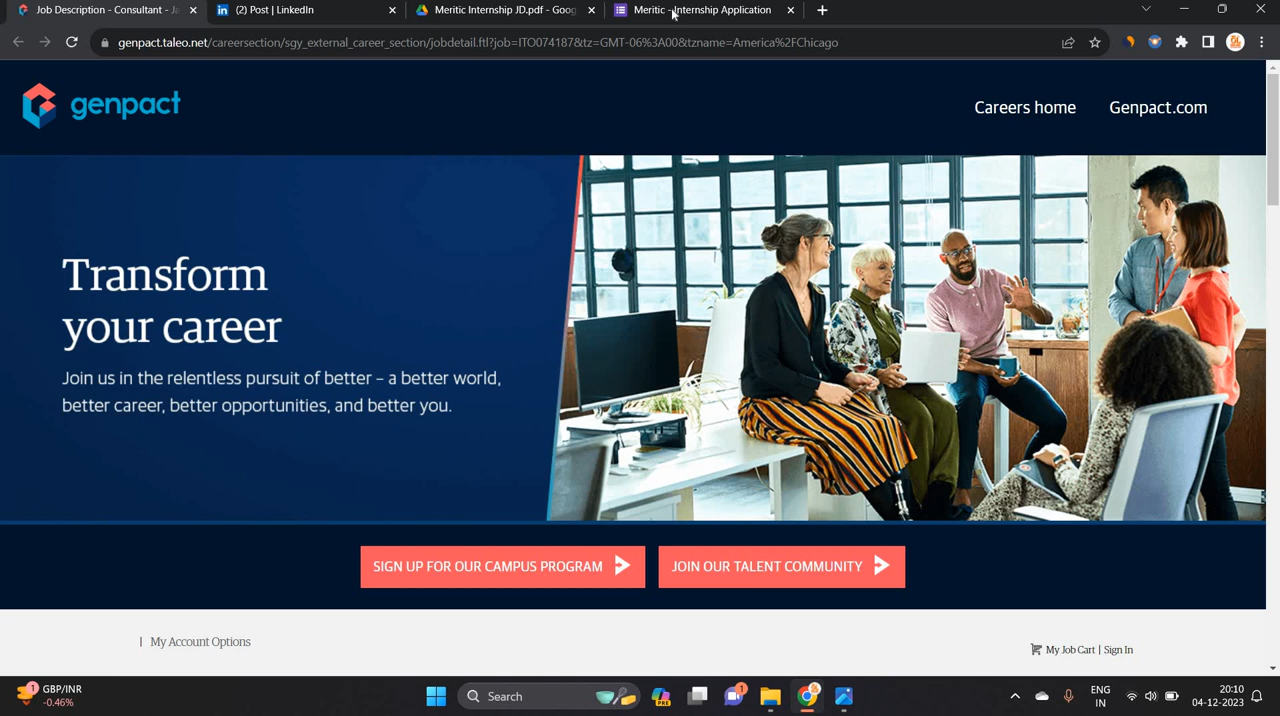 Job Description - Consultant - Ja
(2) Post | LinkedIn
Meritic Internship JD.pdf - Goog
Meritic - Internship Application
genpact.taleo.net/careersection/sgy_external_career_section/jobdetail.ftl?job=ITO074187&tz=GMT-06%3A00&tzname=America%2FChicago
genpact
Careers home
Genpact.com
Transform
your career
Join us in the relentless pursuit of better – a better world,
better career, better opportunities, and better you.
SIGN UP FOR OUR CAMPUS PROGRAM
JOIN OUR TALENT COMMUNITY
| My Account Options
My Job Cart | Sign In
1
GBP/INR
-0.46%
Search
PRE
1
ENG
IN
20:10
04-12-2023